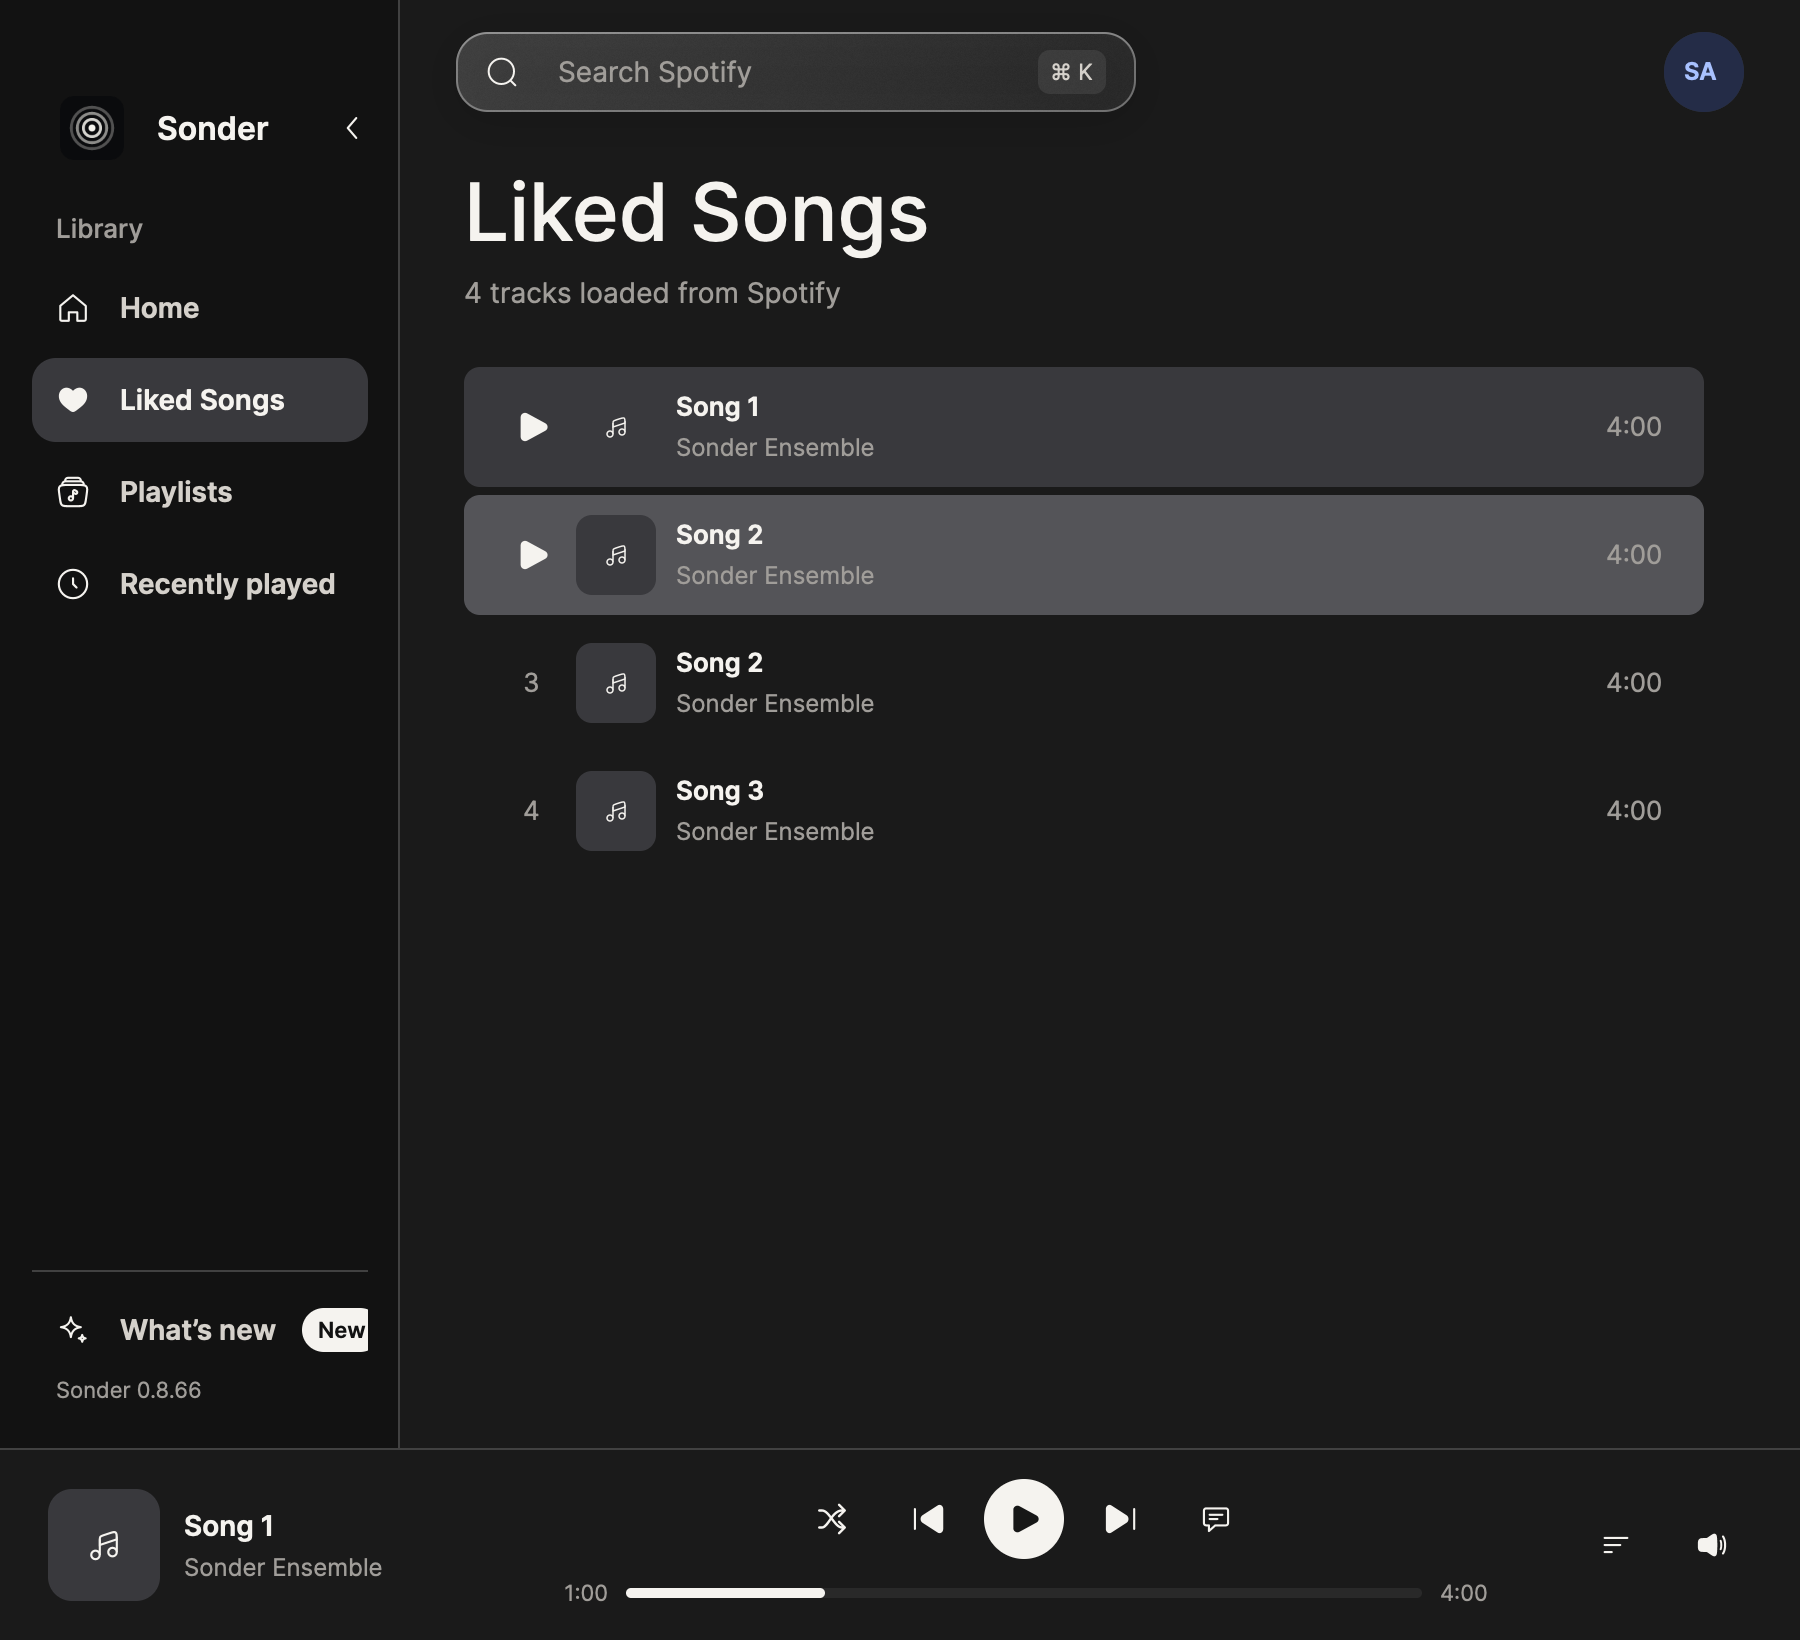 Sonder
Library
Home
Liked Songs
Playlists
Recently played
What’s new
New
Sonder 0.8.66
Search Spotify
⌘ K
SA
Liked Songs
4 tracks loaded from Spotify
Song 1
Sonder Ensemble
4:00
Song 2
Sonder Ensemble
4:00
3
Song 2
Sonder Ensemble
4:00
4
Song 3
Sonder Ensemble
4:00
Song 1
Sonder Ensemble
1:00
4:00